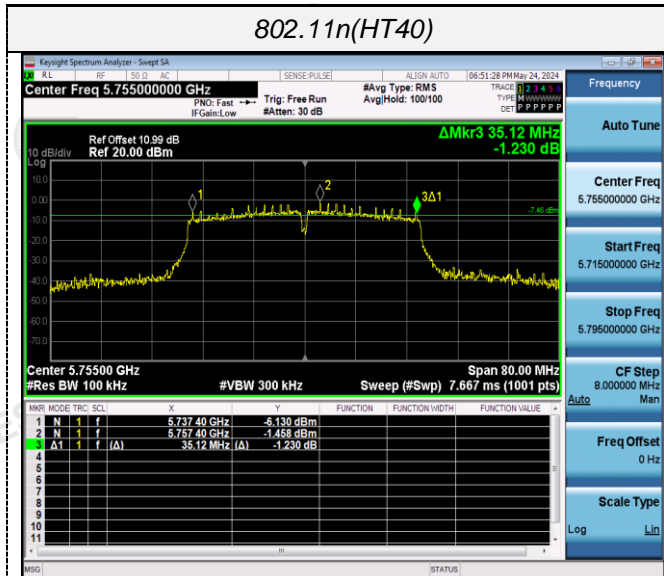 802.11n(HT40)
Keysight Spectrum Analyzer - Swept SA
RL RF 50 Ω AC SENSE:PULSE ALIGN AUTO 06:51:28 PM May 24, 2024
Center Freq 5.755000000 GHz
PNO: Fast
IFGain:Low
Trig: Free Run
#Atten: 30 dB
#Avg Type: RMS
Avg|Hold: 100/100
TRACE 1 2 3 4 5 6
TYPE M WWWWW
DET P P P P P P
Frequency
Auto Tune
Center Freq
5.755000000 GHz
Start Freq
5.715000000 GHz
Stop Freq
5.795000000 GHz
CF Step
8.000000 MHz
Auto Man
Freq Offset
0 Hz
Scale Type
Log Lin
ΔMkr3 35.12 MHz
-1.230 dB
Ref Offset 10.99 dB
10 dB/div Ref 20.00 dBm
Log
10.0
0.00
-10.0
-20.0
-30.0
-40.0
-50.0
-60.0
-70.0
1
2
3Δ1
-7.46 dBm
Center 5.75500 GHz Span 80.00 MHz
#Res BW 100 kHz #VBW 300 kHz Sweep (#Swp) 7.667 ms (1001 pts)
MKR MODE TRC SCL X Y FUNCTION FUNCTION WIDTH FUNCTION VALUE
1 N 1 f 5.737 40 GHz -6.130 dBm
2 N 1 f 5.757 40 GHz -1.458 dBm
3 Δ1 1 f (Δ) 35.12 MHz (Δ) -1.230 dB
4
5
6
7
8
9
10
11
MSG STATUS